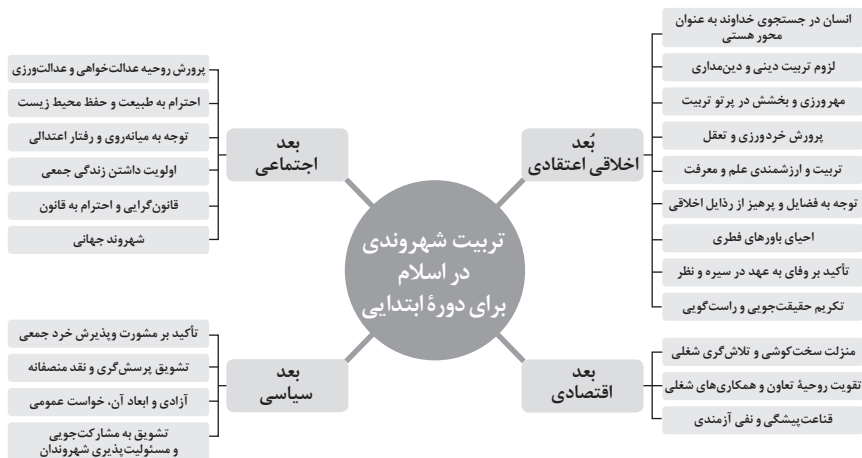 تربیت شهروندی
در اسلام
برای دورهٔ ابتدایی
بُعد
اخلاقی اعتقادی
انسان در جستجوی خداوند به عنوان
محور هستی
لزوم تربیت دینی و دین‌مداری
مهرورزی و بخشش در پرتو تربیت
پرورش خردورزی و تعقل
تربیت و ارزشمندی علم و معرفت
توجه به فضایل و پرهیز از رذایل اخلاقی
احیای باورهای فطری
تأکید بر وفای به عهد در سیره و نظر
تکریم حقیقت‌جویی و راست‌گویی
بعد
اجتماعی
پرورش روحیه عدالت‌خواهی و عدالت‌ورزی
احترام به طبیعت و حفظ محیط زیست
توجه به میانه‌روی و رفتار اعتدالی
اولویت داشتن زندگی جمعی
قانون‌گرایی و احترام به قانون
شهروند جهانی
بعد
اقتصادی
منزلت سخت‌کوشی و تلاش‌گری شغلی
تقویت روحیهٔ تعاون و همکاری‌های شغلی
قناعت‌پیشگی و نفی آزمندی
بعد
سیاسی
تأکید بر مشورت وپذیرش خرد جمعی
تشویق پرسش‌گری و نقد منصفانه
آزادی و ابعاد آن، خواست عمومی
تشویق به مشارکت‌جویی
و مسئولیت‌پذیری شهروندان